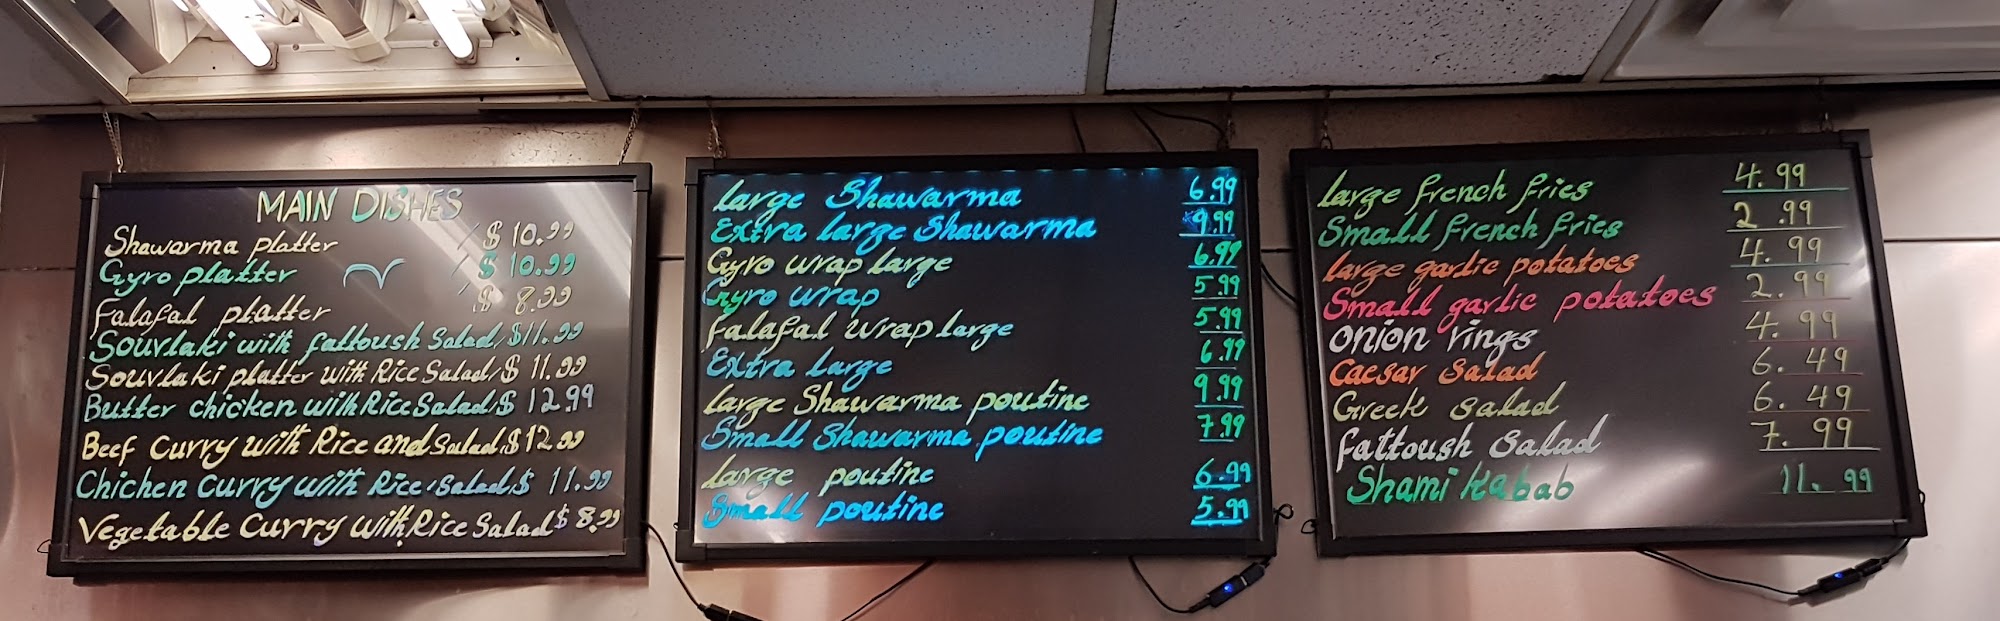 MAIN DISHES
Shawarma platter / $ 10.99
Gyro platter / $ 10.99
Falafal platter / $ 8.99
Souvlaki with fattoush Salad/$11.99
Souvlaki platter with Rice Salad/$ 11.99
Butter chicken with Rice Salad/$ 12.99
Beef Curry with Rice and Salad/$ 12.99
Chichen Curry with Rice/Salad/$ 11.99
Vegetable Curry with Rice Salad $ 8.99
large Shawarma 6.99
Extra large Shawarma 9.99
Gyro wrap large 6.99
Gyro wrap 5.99
falafal wrap large 5.99
Extra large 6.99
large Shawarma poutine 9.99
Small Shawarma poutine 7.99
large poutine 6.99
Small poutine 5.99
large french fries 4.99
Small french fries 2.99
large garlic potatoes 4.99
Small garlic potatoes 2.99
onion rings 4.99
Caesar Salad 6.49
Greek Salad 6.49
fattoush Salad 7.99
Shami Kabab 11.99